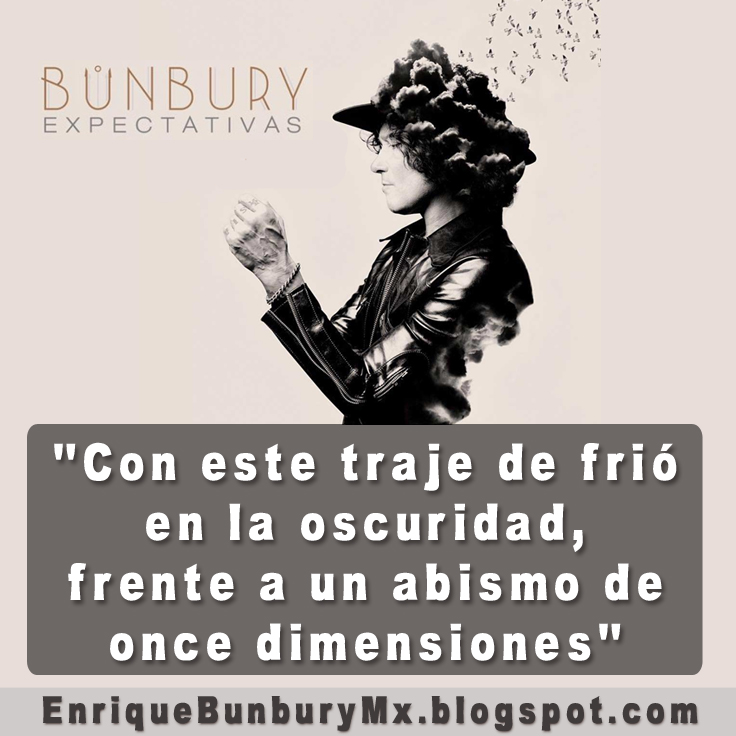 BUNBURY
EXPECTATIVAS
"Con este traje de frió
en la oscuridad,
frente a un abismo de
once dimensiones"
EnriqueBunburyMx.blogspot.com